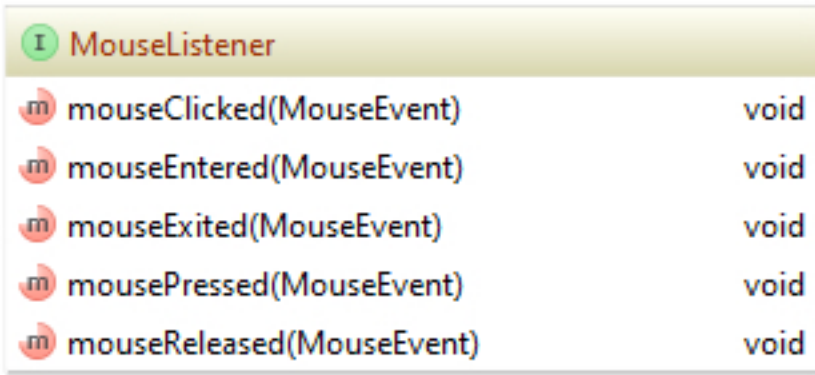 I MouseListener
m mouseClicked(MouseEvent) void
m mouseEntered(MouseEvent) void
m mouseExited(MouseEvent) void
m mousePressed(MouseEvent) void
m mouseReleased(MouseEvent) void